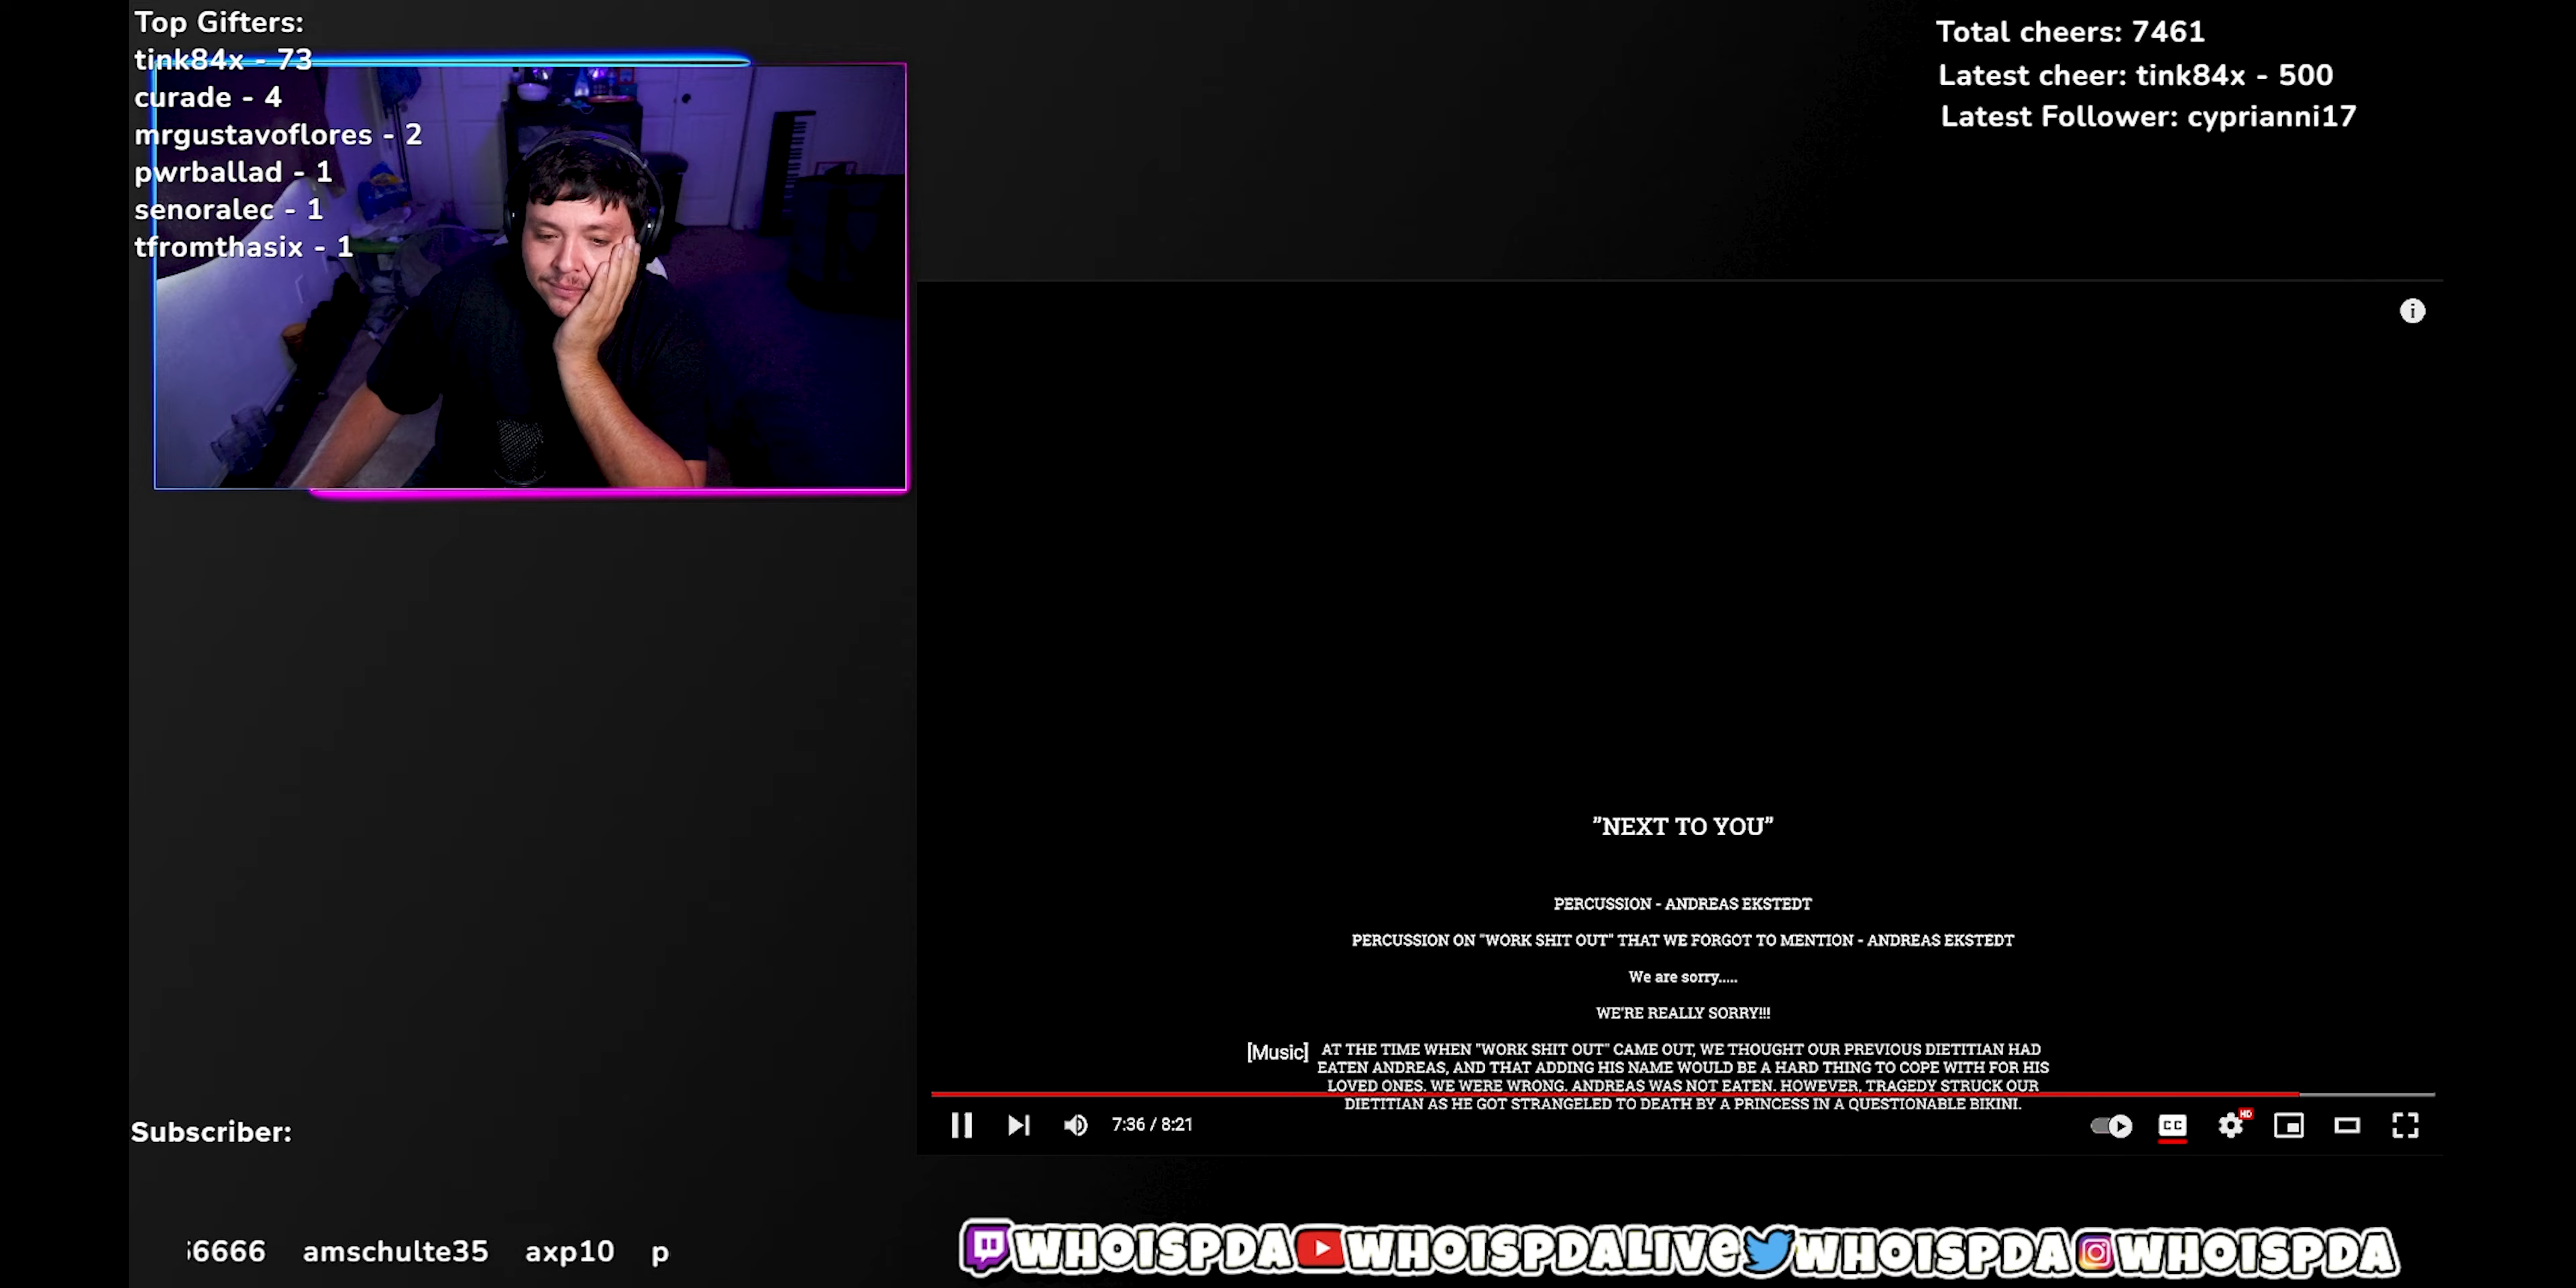 Top Gifters:
tink84x - 73
curade - 4
mrgustavoflores - 2
pwrballad - 1
senoralec - 1
tfromthasix - 1
Total cheers: 7461
Latest cheer: tink84x - 500
Latest Follower: cyprianni17
"NEXT TO YOU"
PERCUSSION - ANDREAS EKSTEDT
PERCUSSION ON "WORK SHIT OUT" THAT WE FORGOT TO MENTION - ANDREAS EKSTEDT
We are sorry.....
WE'RE REALLY SORRY!!!
[Music]
AT THE TIME WHEN "WORK SHIT OUT" CAME OUT, WE THOUGHT OUR PREVIOUS DIETITIAN HAD
EATEN ANDREAS, AND THAT ADDING HIS NAME WOULD BE A HARD THING TO COPE WITH FOR HIS
LOVED ONES. WE WERE WRONG. ANDREAS WAS NOT EATEN. HOWEVER, TRAGEDY STRUCK OUR
DIETITIAN AS HE GOT STRANGELED TO DEATH BY A PRINCESS IN A QUESTIONABLE BIKINI.
7:36 / 8:21
CC
HD
Subscriber:
6666 amschulte35 axp10 p
WHOISPDA WHOISPDALIVE WHOISPDA WHOISPDA